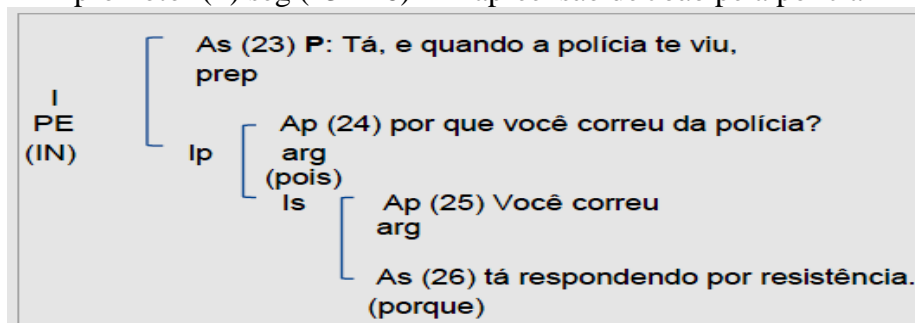 As (23) P: Tá, e quando a polícia te viu,
prep
I
PE
(IN)
Ip
Ap (24) por que você correu da polícia?
arg
(pois)
Is
Ap (25) Você correu
arg
As (26) tá respondendo por resistência.
(porque)